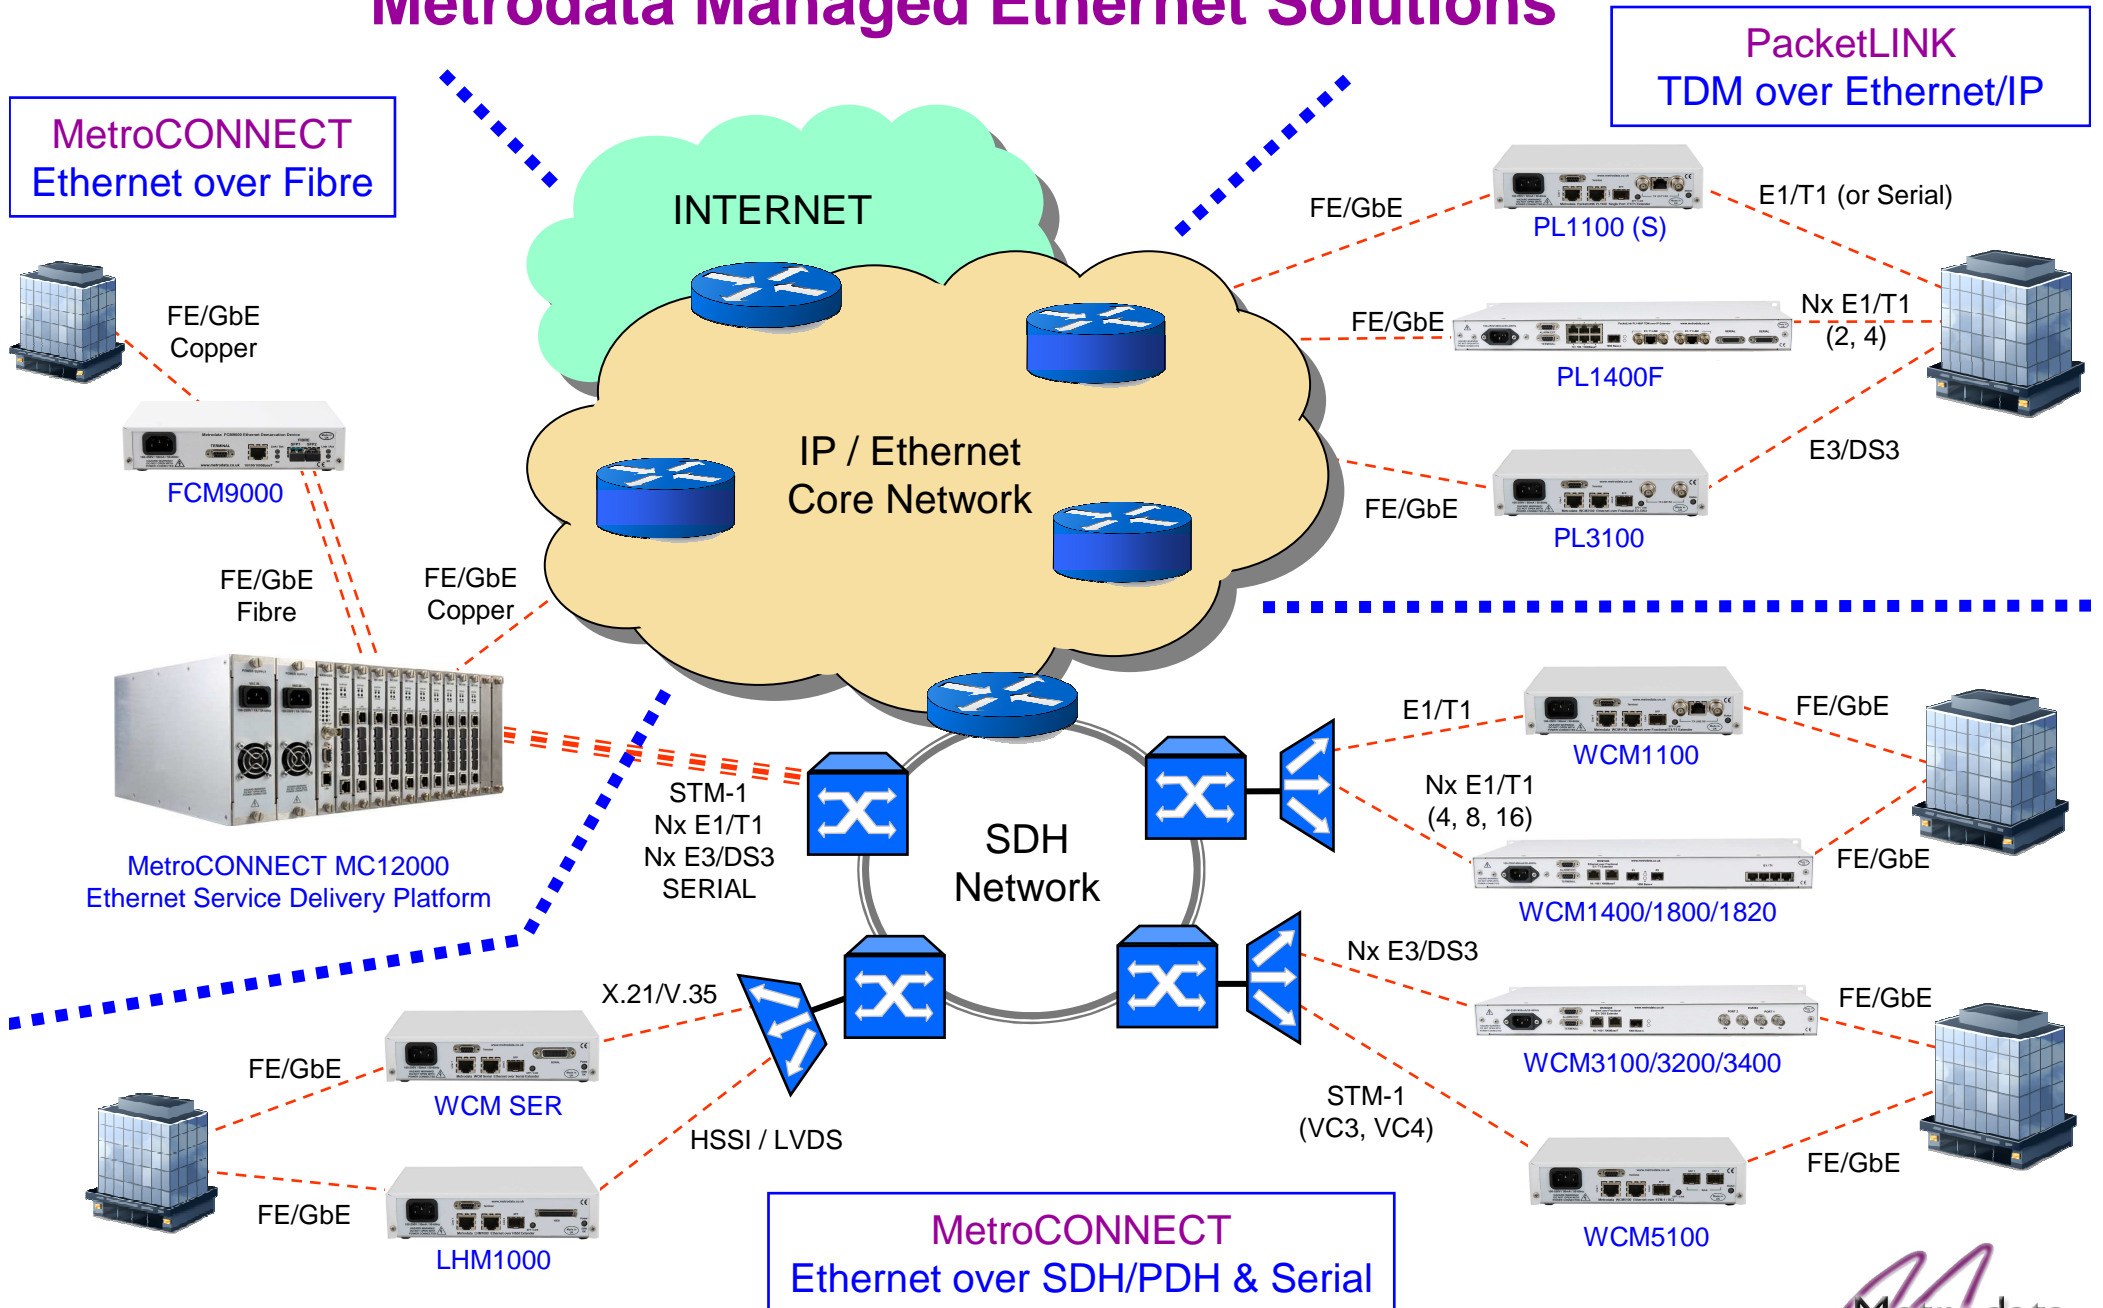 Metrodata Managed Ethernet Solutions
PacketLINK
TDM over Ethernet/IP
MetroCONNECT
Ethernet over Fibre
INTERNET
FE/GbE
PL1100 (S)
E1/T1 (or Serial)
FE/GbE
Copper
FE/GbE
PL1400F
Nx E1/T1
(2, 4)
IP / Ethernet
Core Network
FCM9000
E3/DS3
FE/GbE
PL3100
FE/GbE
Fibre
FE/GbE
Copper
E1/T1
WCM1100
FE/GbE
STM-1
Nx E1/T1
Nx E3/DS3
SERIAL
Nx E1/T1
(4, 8, 16)
SDH
Network
MetroCONNECT MC12000
Ethernet Service Delivery Platform
FE/GbE
WCM1400/1800/1820
Nx E3/DS3
X.21/V.35
FE/GbE
FE/GbE
WCM SER
WCM3100/3200/3400
STM-1
(VC3, VC4)
HSSI / LVDS
FE/GbE
FE/GbE
LHM1000
WCM5100
MetroCONNECT
Ethernet over SDH/PDH & Serial